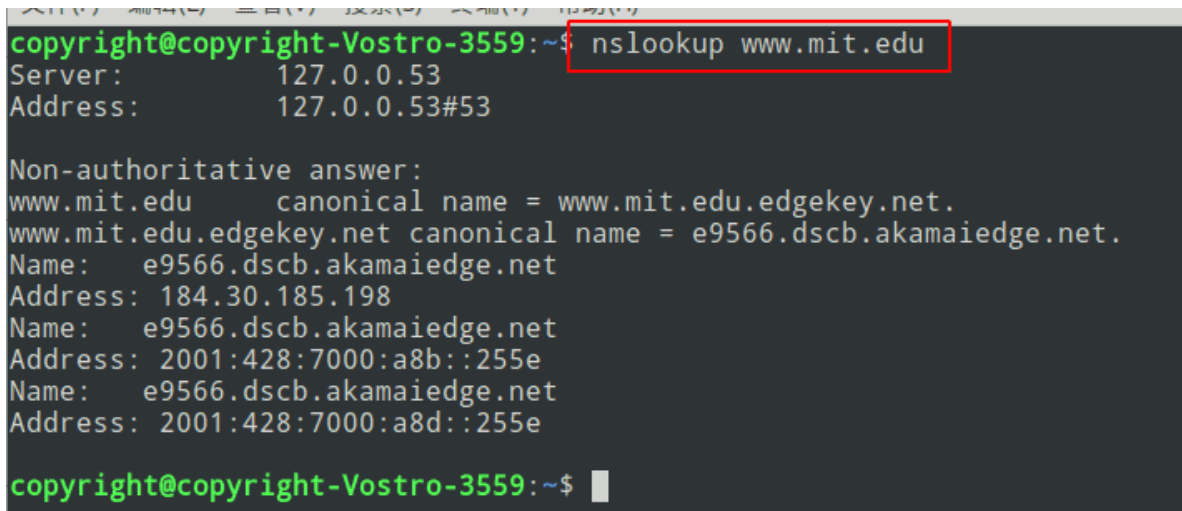 copyright@copyright-Vostro-3559:~$ nslookup www.mit.edu
Server: 127.0.0.53
Address: 127.0.0.53#53
Non-authoritative answer:
www.mit.edu canonical name = www.mit.edu.edgekey.net.
www.mit.edu.edgekey.net canonical name = e9566.dscb.akamaiedge.net.
Name: e9566.dscb.akamaiedge.net
Address: 184.30.185.198
Name: e9566.dscb.akamaiedge.net
Address: 2001:428:7000:a8b::255e
Name: e9566.dscb.akamaiedge.net
Address: 2001:428:7000:a8d::255e
copyright@copyright-Vostro-3559:~$